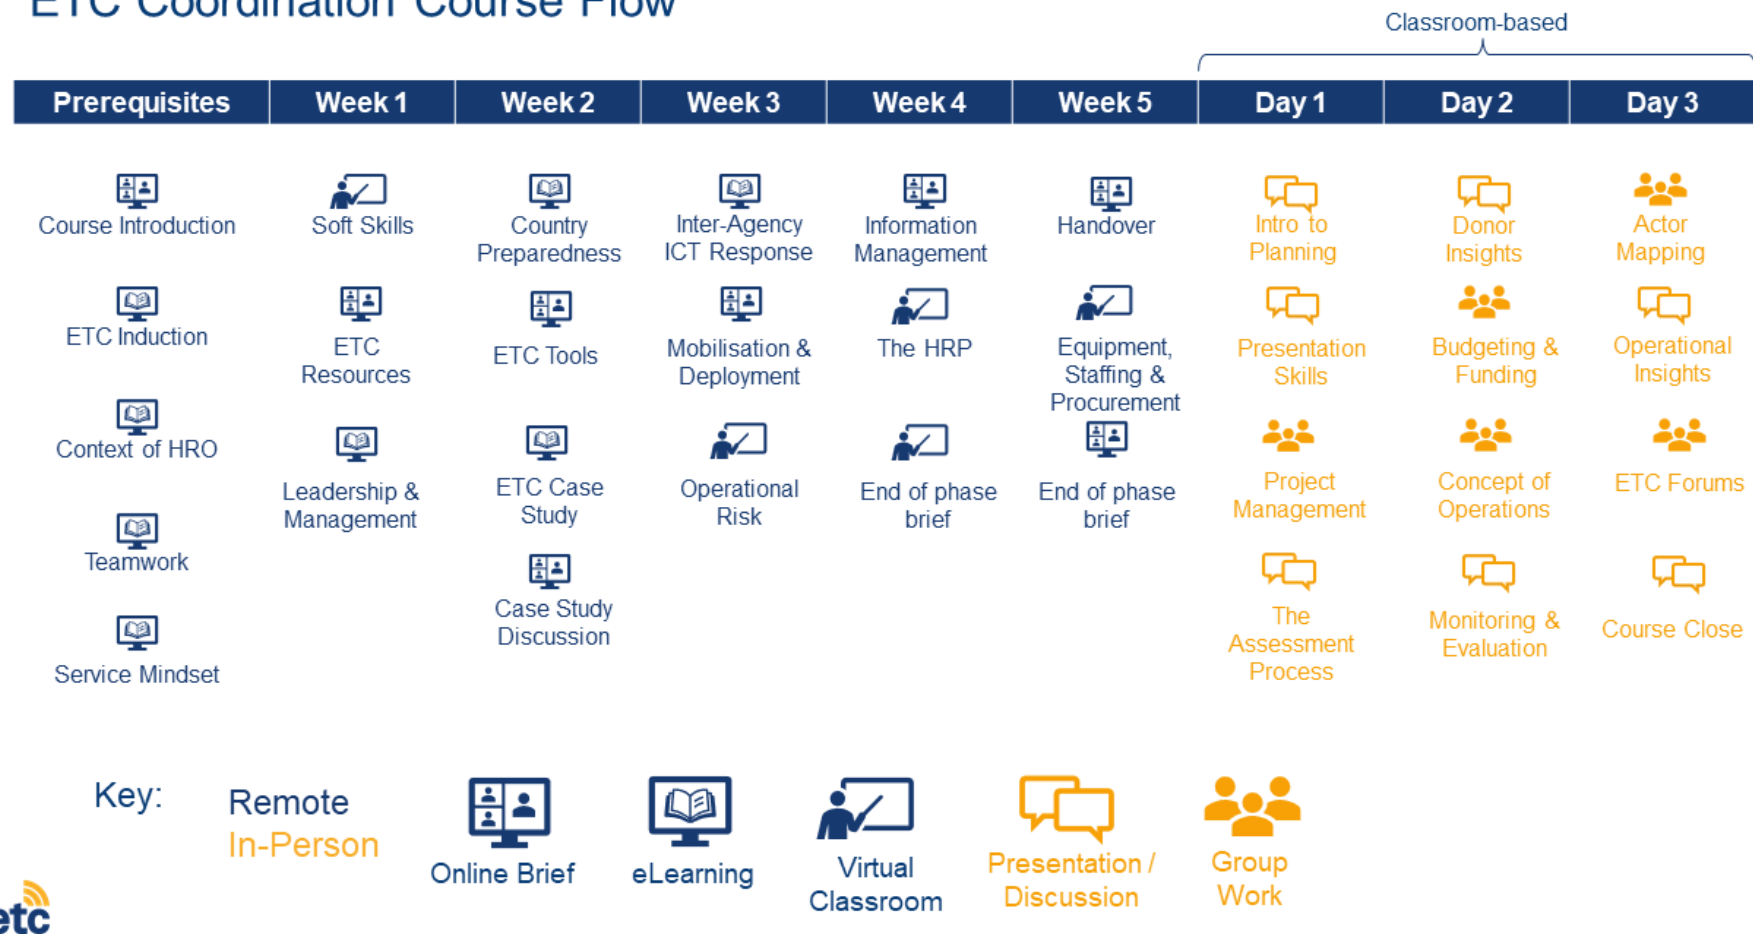 ETC Coordination Course Flow
Classroom-based
Prerequisites
Week 1
Week 2
Week 3
Week 4
Week 5
Day 1
Day 2
Day 3
Course Introduction
Soft Skills
Country
Preparedness
Inter-Agency
ICT Response
Information
Management
Handover
Intro to
Planning
Donor
Insights
Actor
Mapping
ETC Induction
ETC
Resources
ETC Tools
Mobilisation &
Deployment
The HRP
Equipment,
Staffing &
Procurement
Presentation
Skills
Budgeting &
Funding
Operational
Insights
Context of HRO
Leadership &
Management
ETC Case
Study
Operational
Risk
End of phase
brief
End of phase
brief
Project
Management
Concept of
Operations
ETC Forums
Teamwork
Case Study
Discussion
The
Assessment
Process
Monitoring &
Evaluation
Course Close
Service Mindset
Key:
Remote
In-Person
Online Brief
eLearning
Virtual
Classroom
Presentation /
Discussion
Group
Work
etc